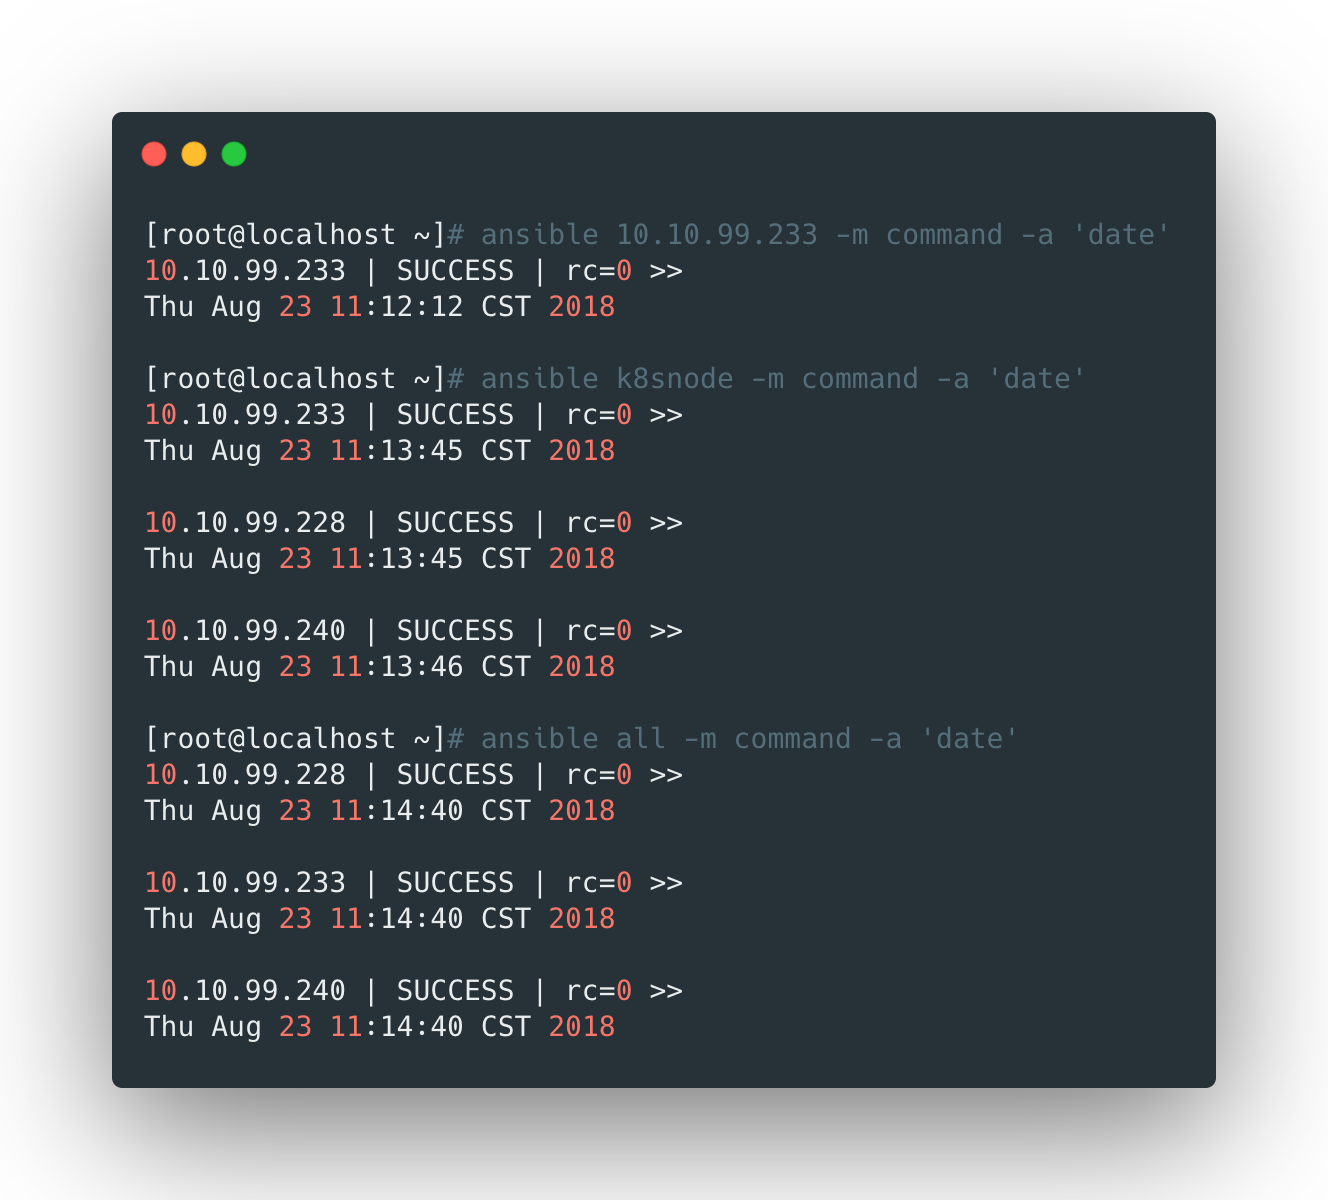 [root@localhost ~]# ansible 10.10.99.233 -m command -a 'date'
10.10.99.233 | SUCCESS | rc=0 >>
Thu Aug 23 11:12:12 CST 2018
[root@localhost ~]# ansible k8snode -m command -a 'date'
10.10.99.233 | SUCCESS | rc=0 >>
Thu Aug 23 11:13:45 CST 2018
10.10.99.228 | SUCCESS | rc=0 >>
Thu Aug 23 11:13:45 CST 2018
10.10.99.240 | SUCCESS | rc=0 >>
Thu Aug 23 11:13:46 CST 2018
[root@localhost ~]# ansible all -m command -a 'date'
10.10.99.228 | SUCCESS | rc=0 >>
Thu Aug 23 11:14:40 CST 2018
10.10.99.233 | SUCCESS | rc=0 >>
Thu Aug 23 11:14:40 CST 2018
10.10.99.240 | SUCCESS | rc=0 >>
Thu Aug 23 11:14:40 CST 2018